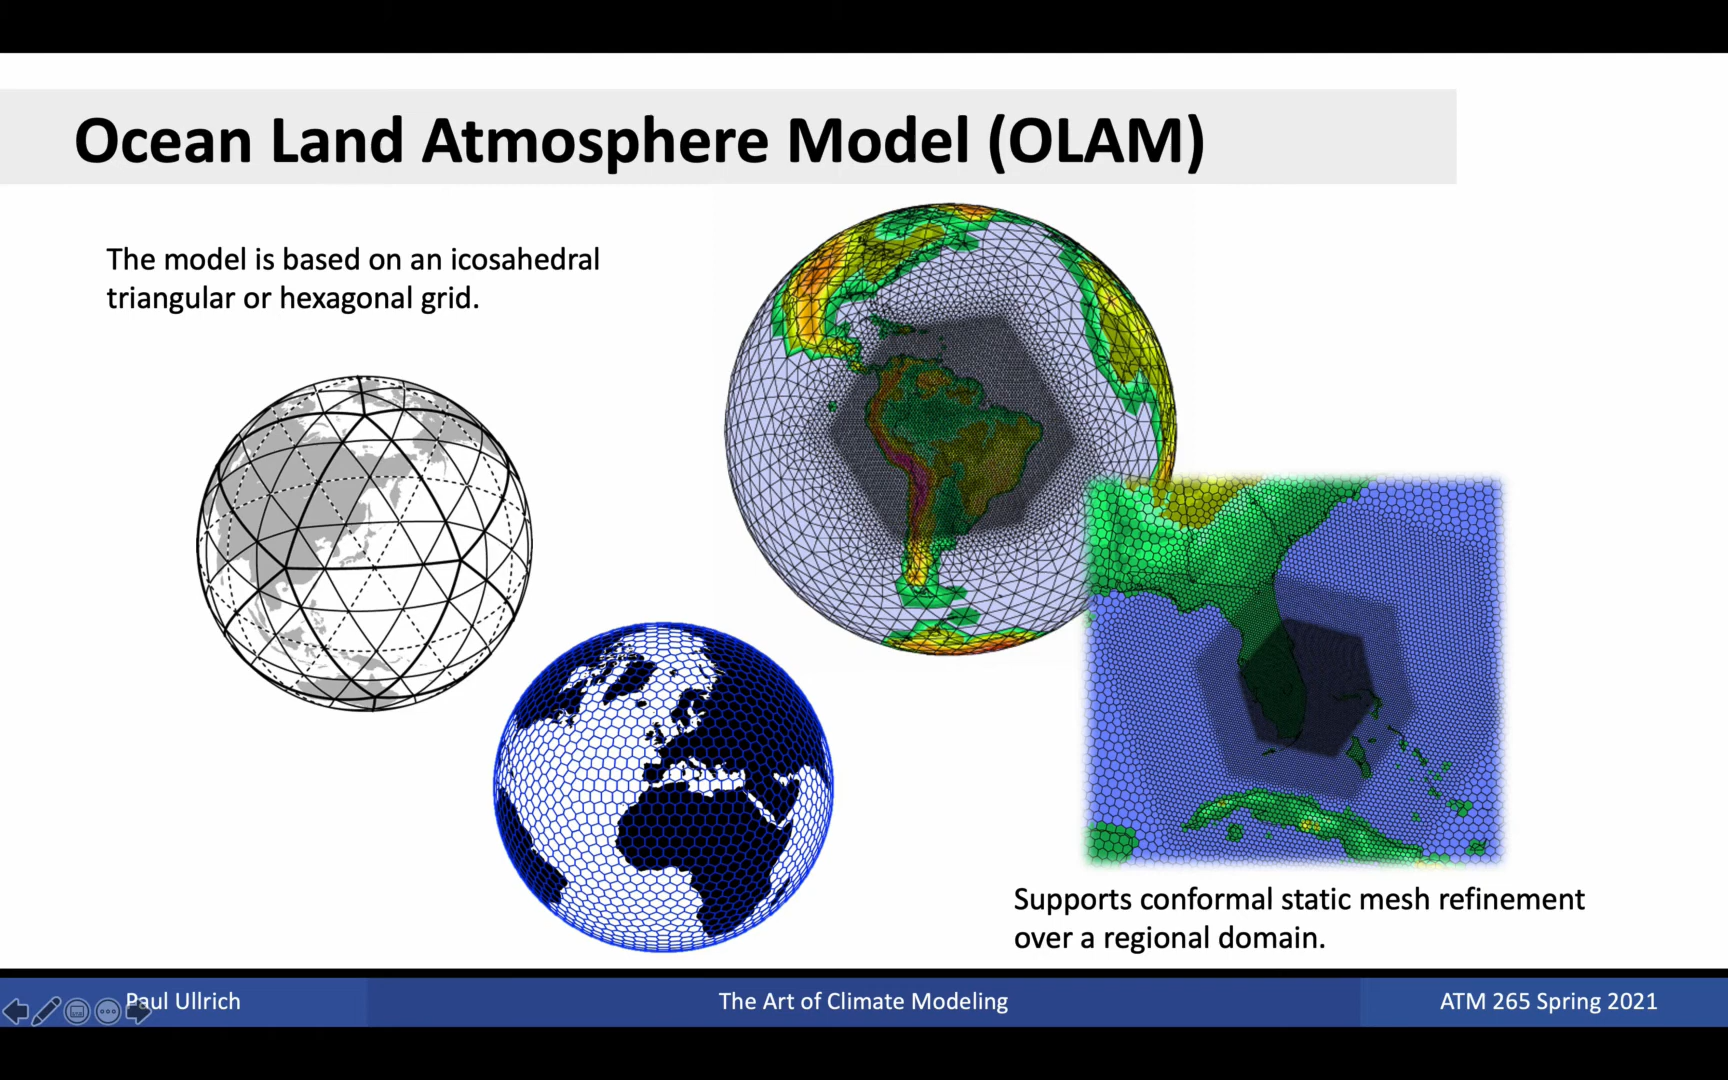 Ocean Land Atmosphere Model (OLAM)
The model is based on an icosahedral
triangular or hexagonal grid.
Supports conformal static mesh refinement
over a regional domain.
Paul Ullrich
The Art of Climate Modeling
ATM 265 Spring 2021